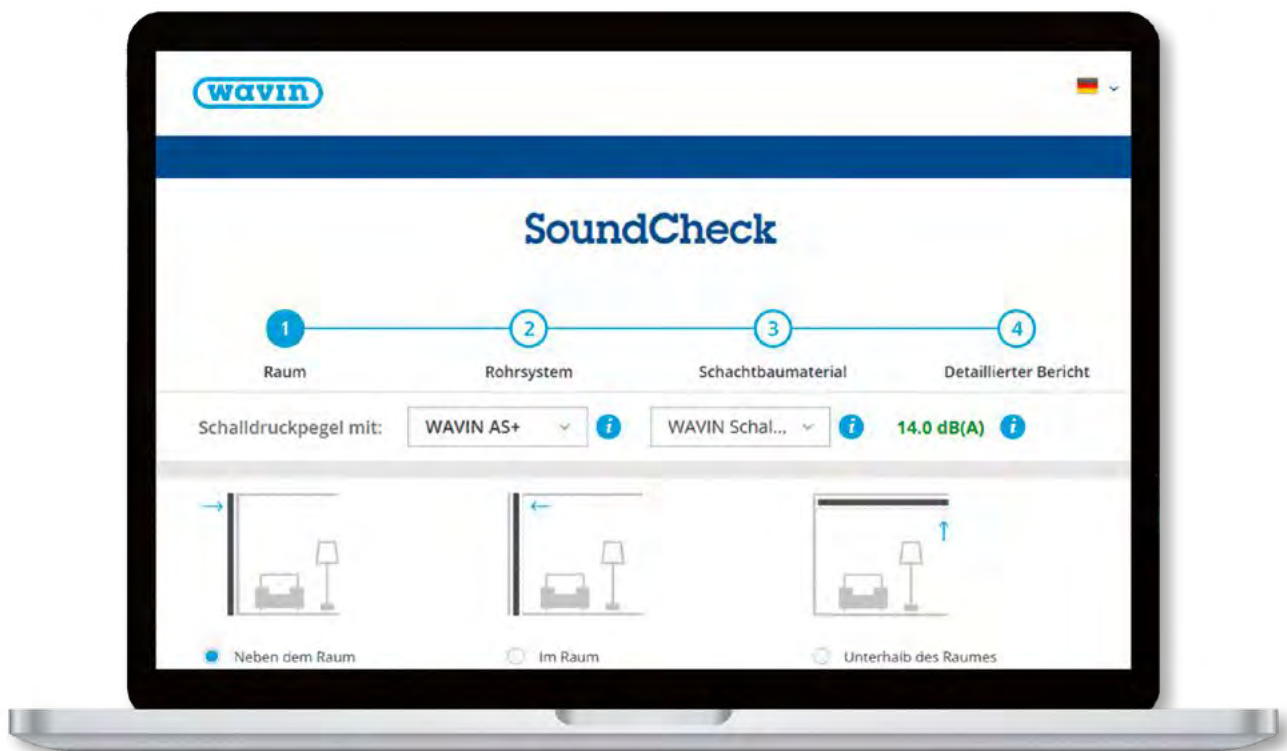 wavin
SoundCheck
1 2 3 4
Raum Rohrsystem Schachtbaumaterial Detaillierter Bericht
Schalldruckpegel mit: WAVIN AS+ i WAVIN Schal... i 14.0 dB(A) i
Neben dem Raum Im Raum Unterhalb des Raumes